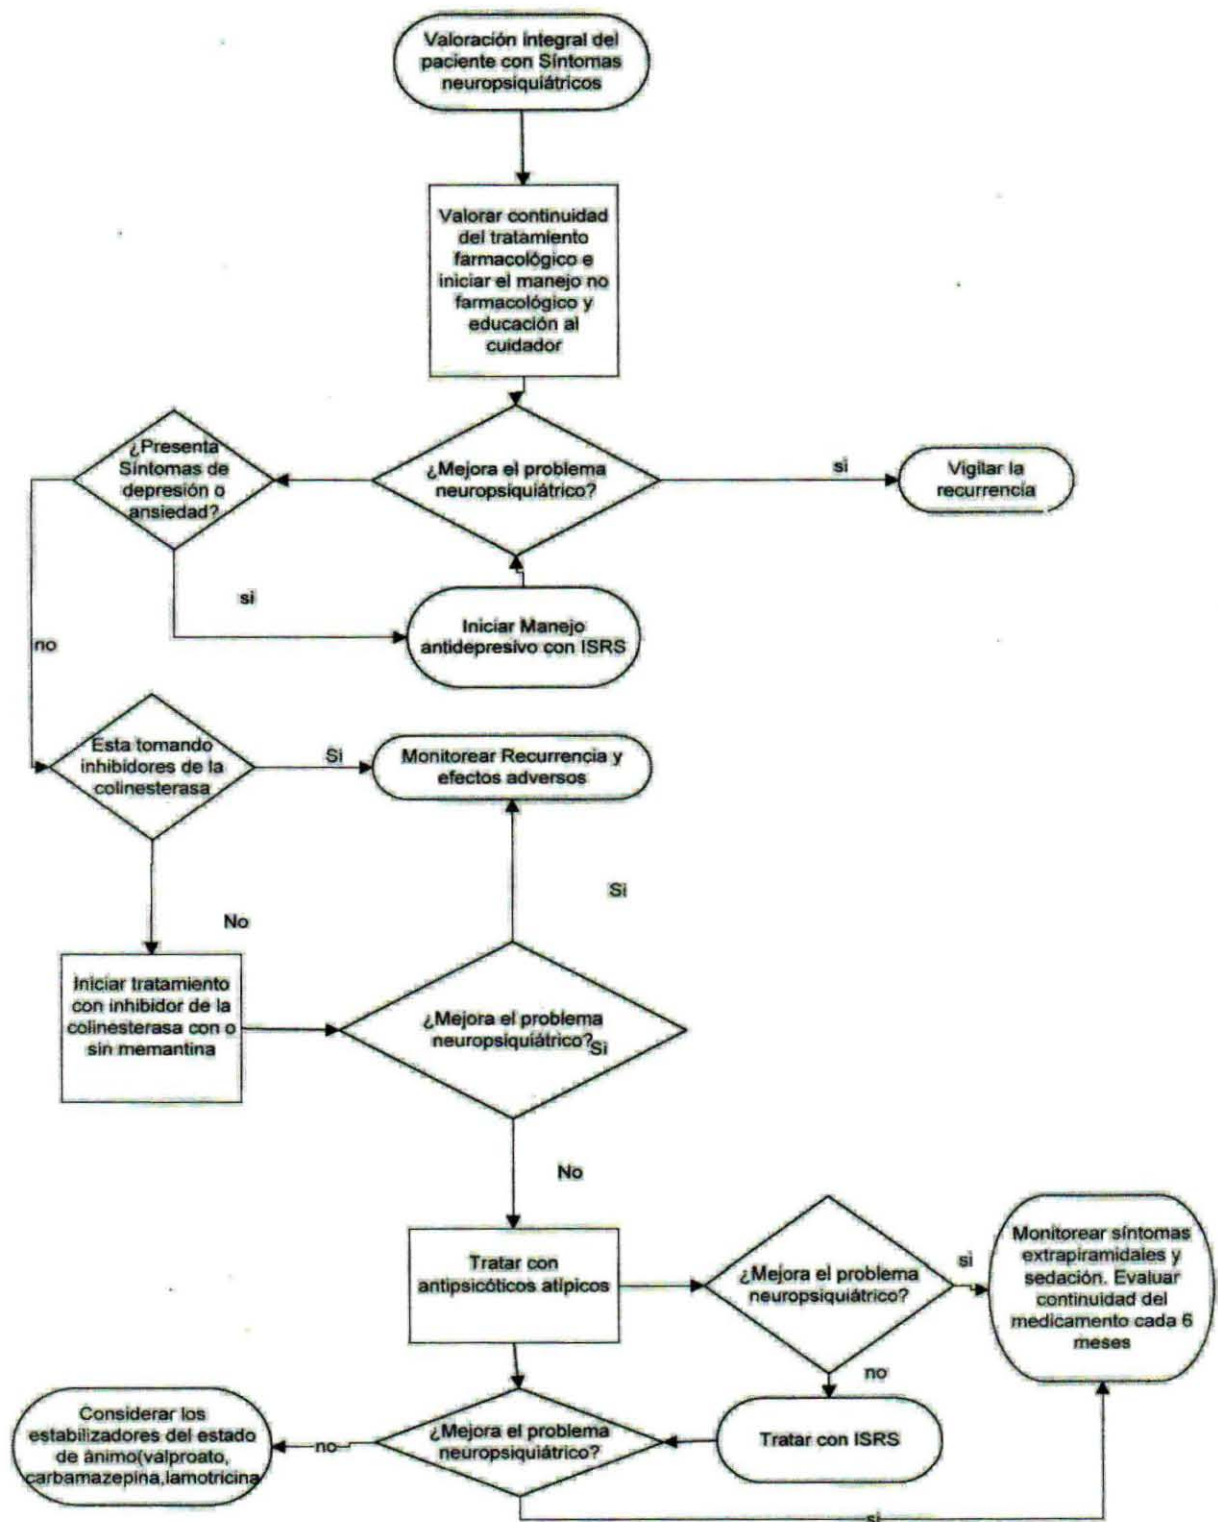 Valoración integral del
paciente con Síntomas
neuropsiquiátricos
Valorar continuidad
del tratamiento
farmacológico e
iniciar el manejo no
farmacológico y
educación al
cuidador
¿Presenta
Síntomas de
depresión o
ansiedad?
¿Mejora el problema
neuropsiquiátrico?
si
Vigilar la
recurrencia
si
Iniciar Manejo
antidepresivo con ISRS
no
Esta tomando
inhibidores de la
colinesterasa
Si
Monitorear Recurrencia y
efectos adversos
Si
No
Iniciar tratamiento
con inhibidor de la
colinesterasa con o
sin memantina
¿Mejora el problema
neuropsiquiátrico?
Si
No
Tratar con
antipsicóticos atípicos
¿Mejora el problema
neuropsiquiátrico?
si
Monitorear síntomas
extrapiramidales y
sedación. Evaluar
continuidad del
medicamento cada 6
meses
no
Considerar los
estabilizadores del estado
de ánimo(valproato,
carbamazepina,lamotricina
no
¿Mejora el problema
neuropsiquiátrico?
Tratar con ISRS
si